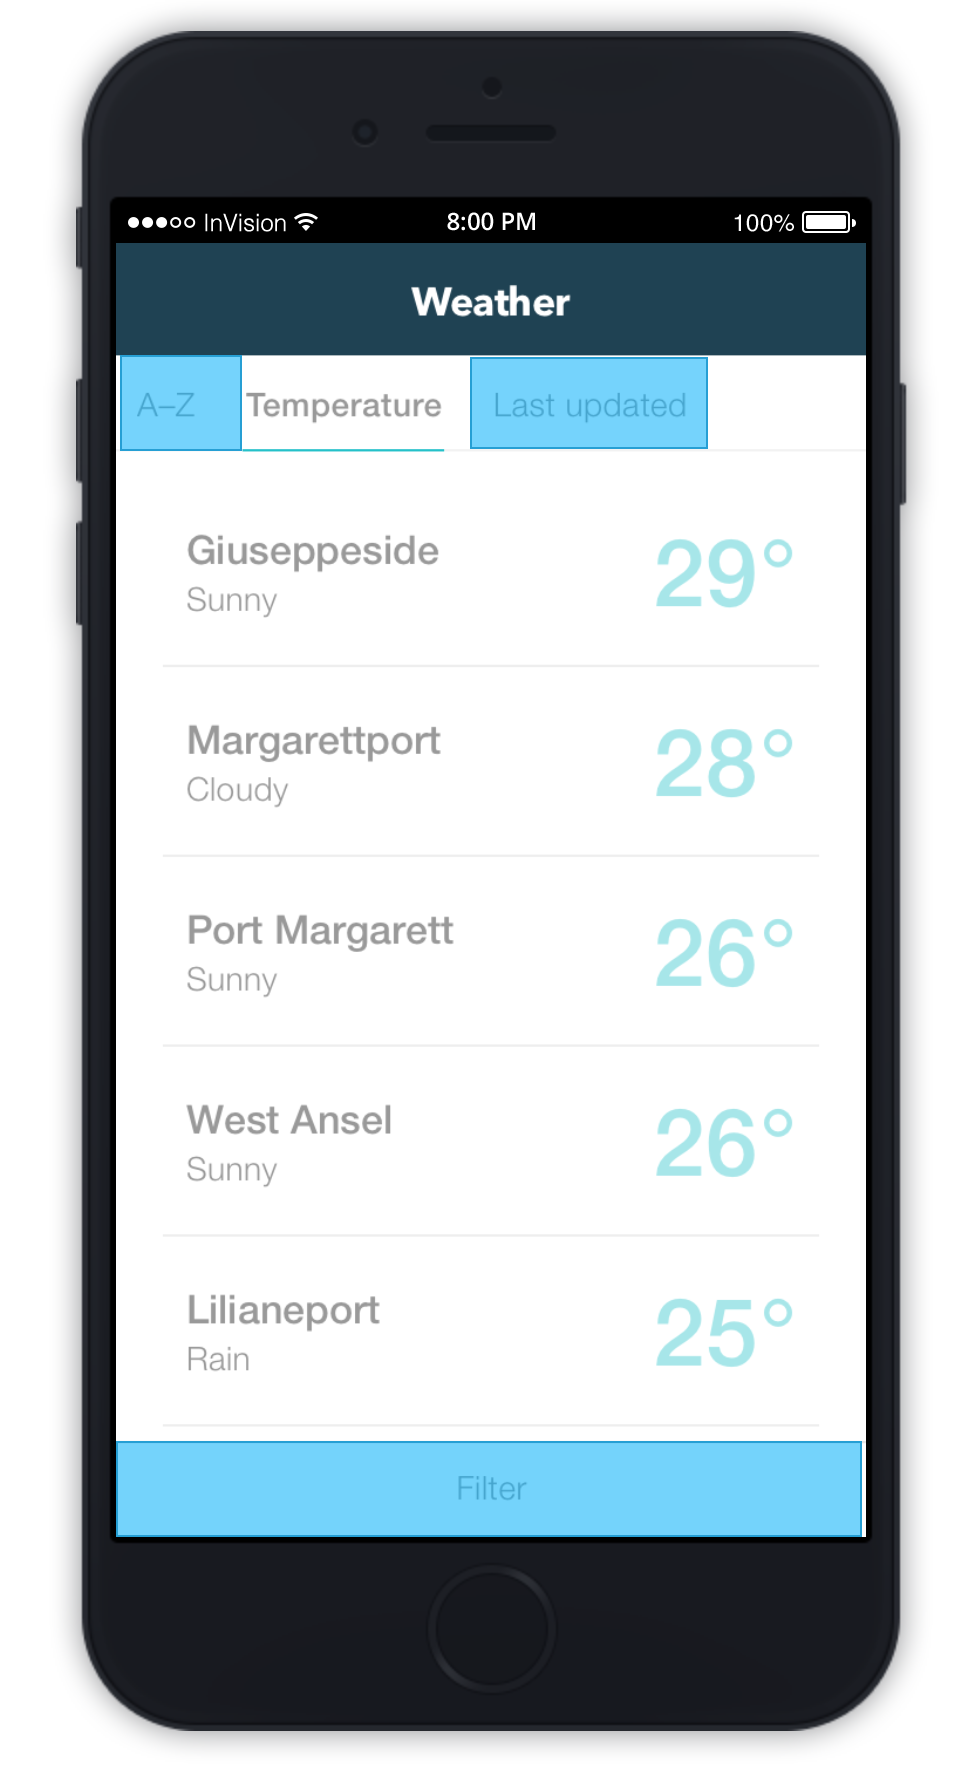 InVision 8:00 PM 100%
Weather
A–Z Temperature Last updated
Giuseppeside 29°
Sunny
Margarettport 28°
Cloudy
Port Margarett 26°
Sunny
West Ansel 26°
Sunny
Lilianeport 25°
Rain
Filter